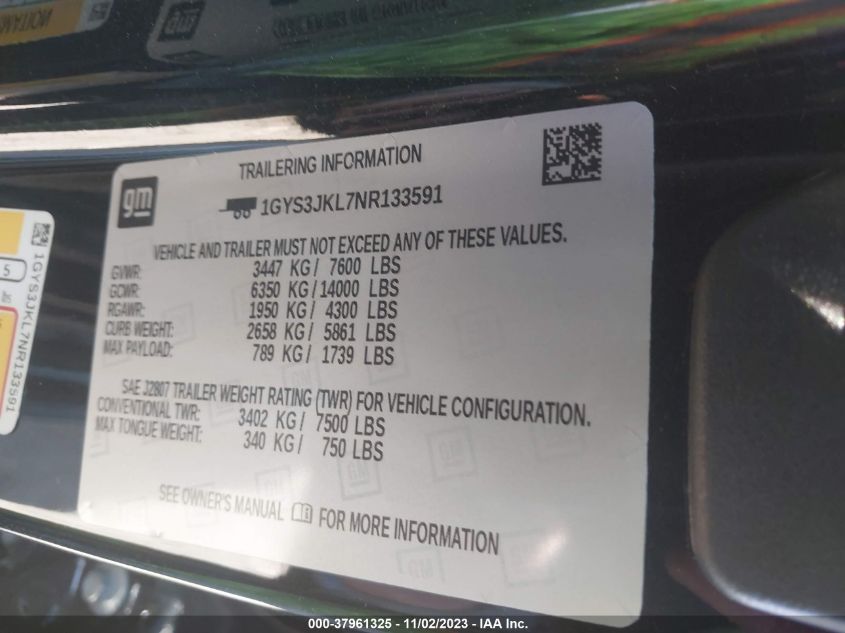 TRAILERING INFORMATION
gm
1GYS3JKL7NR133591
VEHICLE AND TRAILER MUST NOT EXCEED ANY OF THESE VALUES.
GVWR: 3447 KG/ 7600 LBS
GCWR: 6350 KG/14000 LBS
RGAWR: 1950 KG/ 4300 LBS
CURB WEIGHT: 2658 KG/ 5861 LBS
MAX PAYLOAD: 789 KG/ 1739 LBS
SAE J2807 TRAILER WEIGHT RATING (TWR) FOR VEHICLE CONFIGURATION.
CONVENTIONAL TWR: 3402 KG/ 7500 LBS
MAX TONGUE WEIGHT: 340 KG/ 750 LBS
SEE OWNER'S MANUAL FOR MORE INFORMATION
5
lbs
1GYS3JKL7NR133591
000-37961325 - 11/02/2023 - IAA Inc.